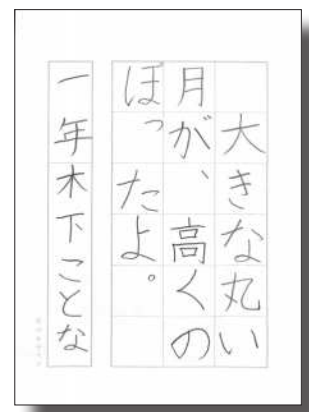 大きな丸い
月が、高くの
ぼったよ。
一年木下ことな